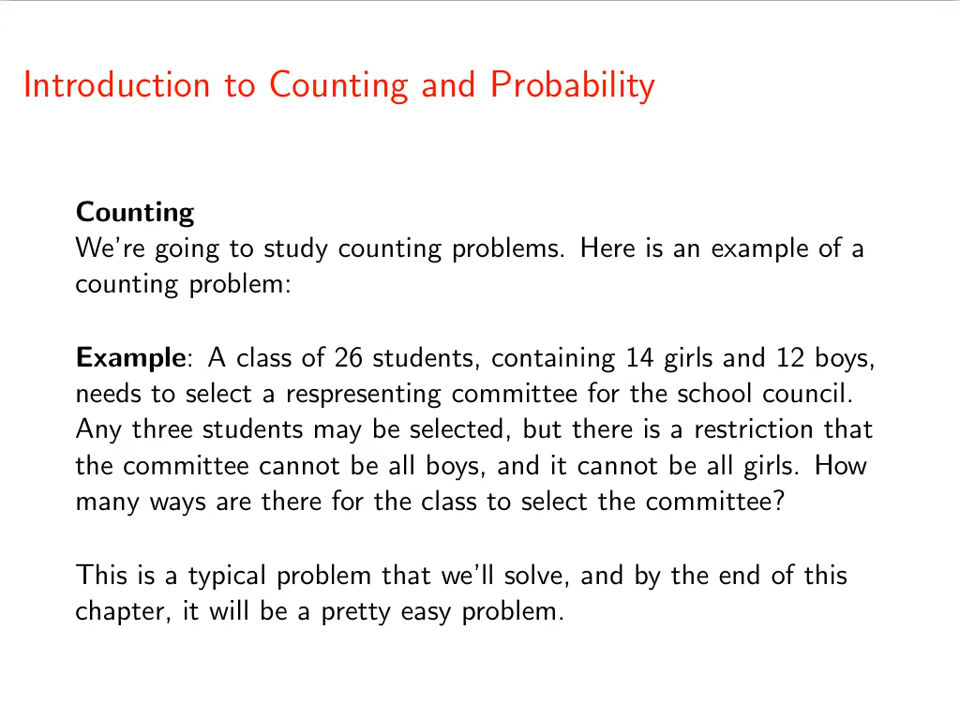 Introduction to Counting and Probability
Counting
We're going to study counting problems. Here is an example of a
counting problem:
Example: A class of 26 students, containing 14 girls and 12 boys,
needs to select a respresenting committee for the school council.
Any three students may be selected, but there is a restriction that
the committee cannot be all boys, and it cannot be all girls. How
many ways are there for the class to select the committee?
This is a typical problem that we'll solve, and by the end of this
chapter, it will be a pretty easy problem.